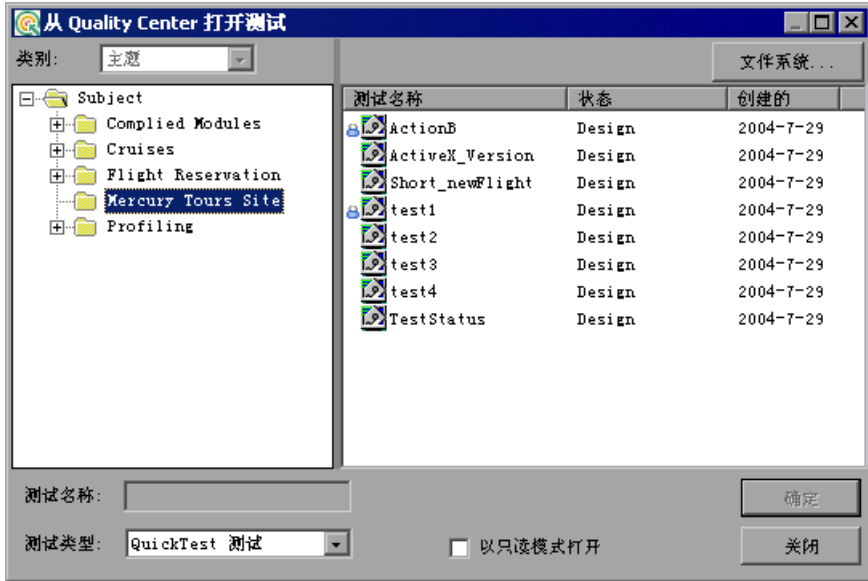 从 Quality Center 打开测试
类别: 主题
文件系统...
Subject
Complied Modules
Cruises
Flight Reservation
Mercury Tours Site
Profiling
测试名称 状态 创建的
ActionB Design 2004-7-29
ActiveX_Version Design 2004-7-29
Short_newFlight Design 2004-7-29
test1 Design 2004-7-29
test2 Design 2004-7-29
test3 Design 2004-7-29
test4 Design 2004-7-29
TestStatus Design 2004-7-29
测试名称:
确定
测试类型: QuickTest 测试
以只读模式打开
关闭